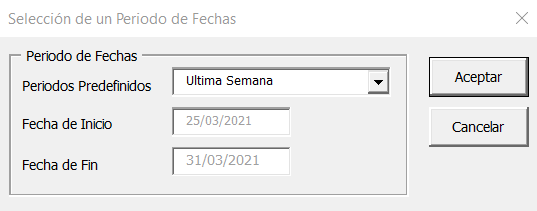 Selección de un Periodo de Fechas
Periodo de Fechas
Periodos Predefinidos
Ultima Semana
Aceptar
Fecha de Inicio
25/03/2021
Cancelar
Fecha de Fin
31/03/2021